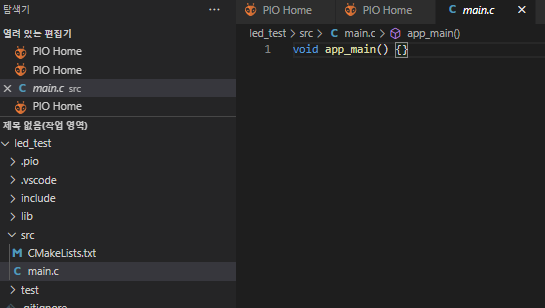 탐색기 ···
열려 있는 편집기
PIO Home
PIO Home
× C main.c src
PIO Home
제목 없음(작업 영역)
led_test
.pio
.vscode
include
lib
src
M CMakeLists.txt
C main.c
test
.gitignore
PIO Home PIO Home C main.c ×
led_test > src > C main.c > app_main()
1 void app_main() {}